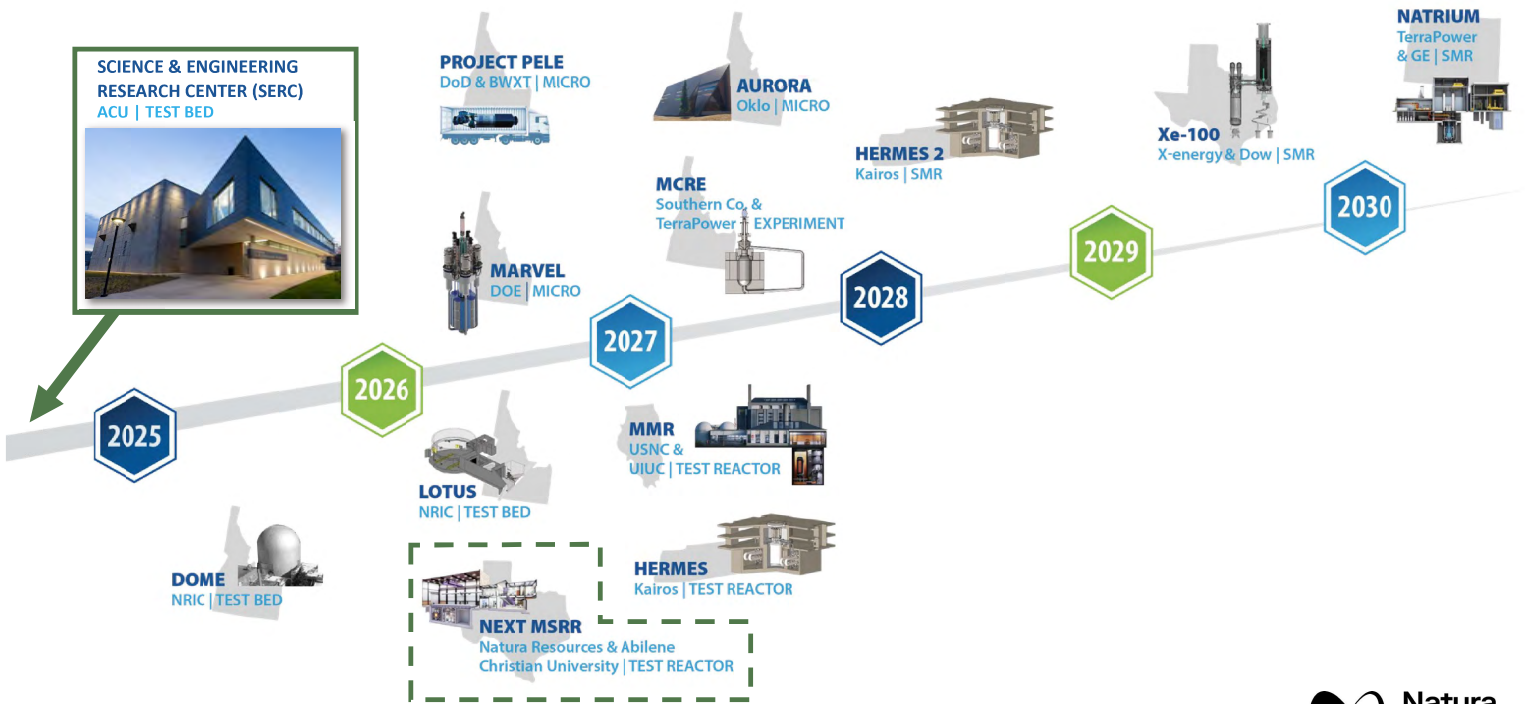 SCIENCE & ENGINEERING
RESEARCH CENTER (SERC)
ACU | TEST BED
PROJECT PELE
DoD & BWXT | MICRO
AURORA
Oklo | MICRO
HERMES 2
Kairos | SMR
Xe-100
X-energy & Dow | SMR
NATRIUM
TerraPower
& GE | SMR
MARVEL
DOE | MICRO
MCRE
Southern Co. &
TerraPower | EXPERIMENT
2025
2026
2027
2028
2029
2030
DOME
NRIC | TEST BED
LOTUS
NRIC | TEST BED
MMR
USNC &
UIUC | TEST REACTOR
HERMES
Kairos | TEST REACTOR
NEXT MSRR
Natura Resources & Abilene
Christian University | TEST REACTOR
Natura